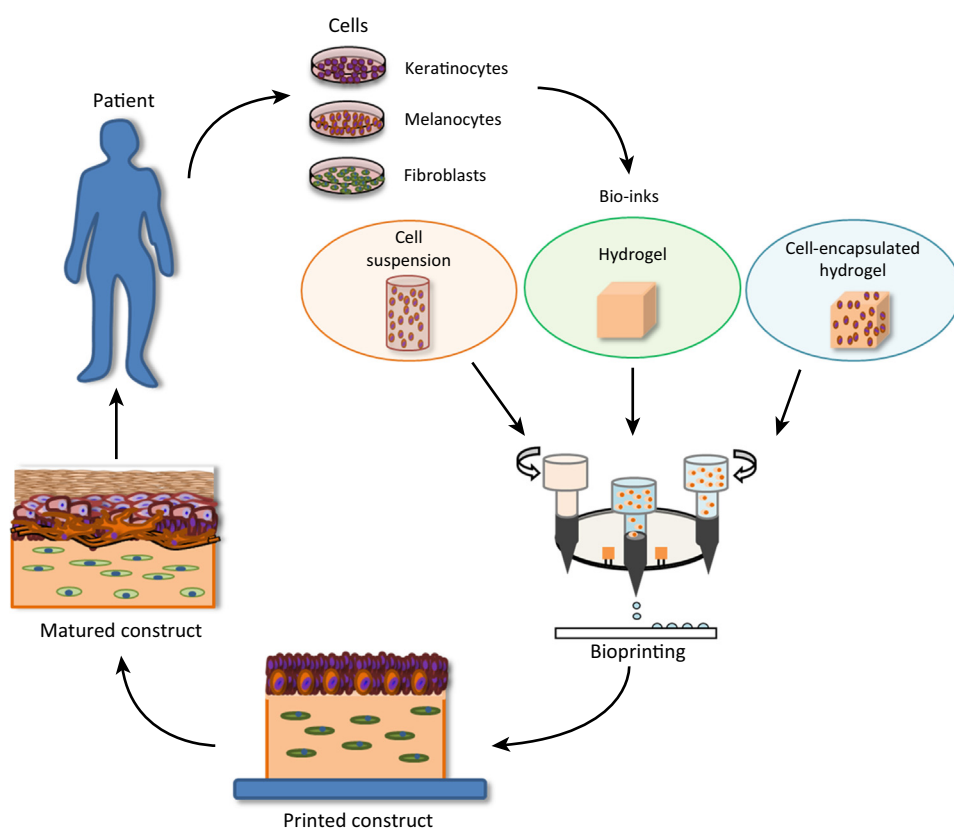 Cells
Keratinocytes
Patient
Melanocytes
Fibroblasts
Bio-inks
Cell
suspension
Hydrogel
Cell-encapsulated
hydrogel
Matured construct
Bioprinting
Printed construct